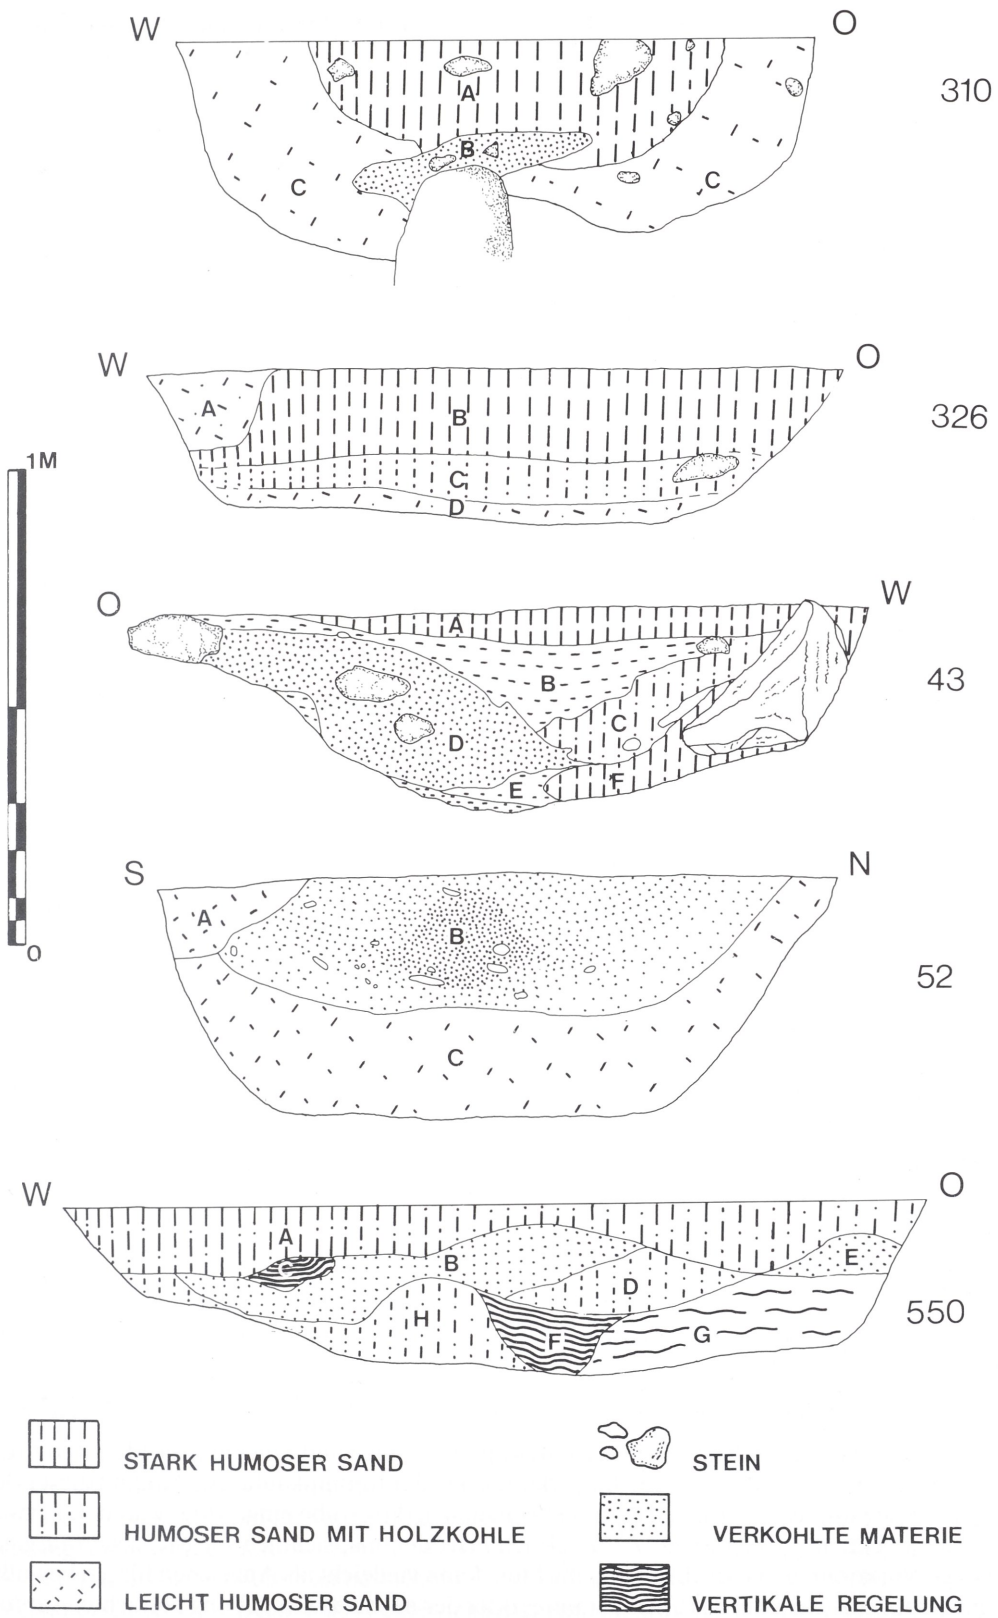 W O
310
A
B
C C
W O
326
A
B
C
D
1M
0
O W
43
A
B
C
D
E F
S N
52
A
B
C
W O
550
A
B
C
D
E
F
G
H
STARK HUMOSER SAND
HUMOSER SAND MIT HOLZKOHLE
LEICHT HUMOSER SAND
STEIN
VERKOHLTE MATERIE
VERTIKALE REGELUNG